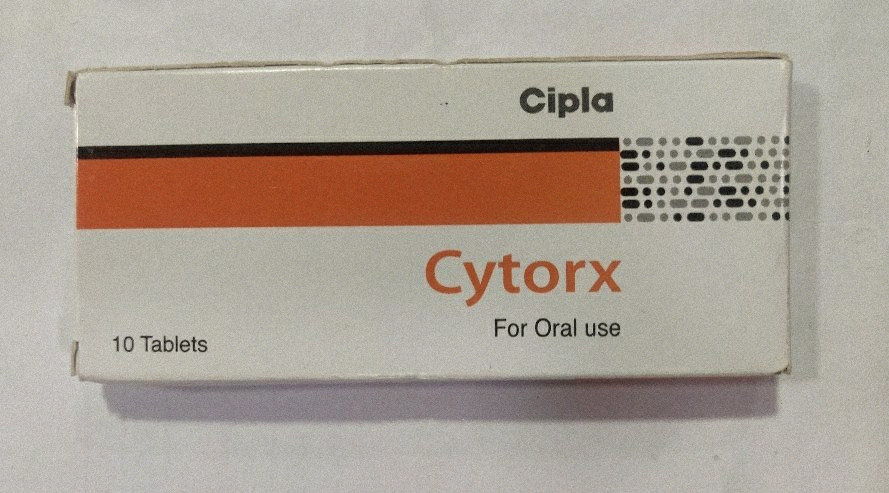 Cipla
Cytorx
For Oral use
10 Tablets